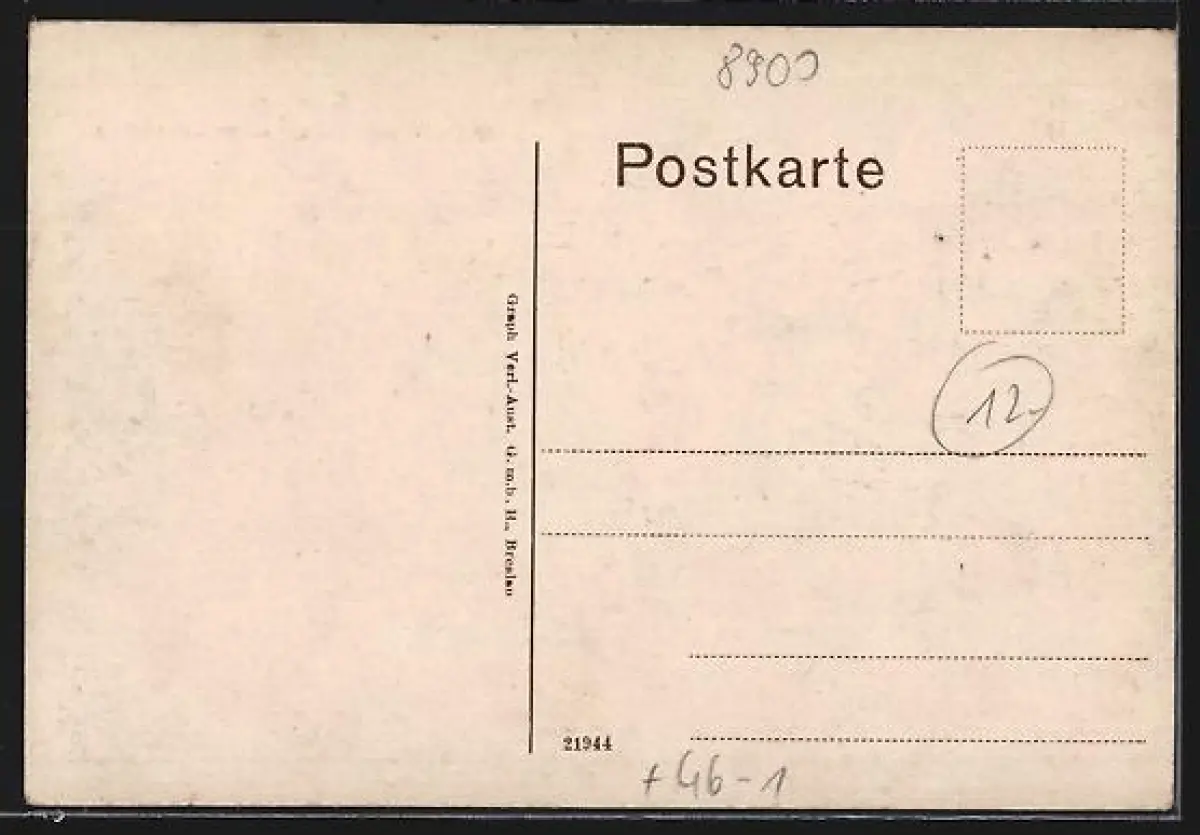 8900
Postkarte
Graph Verl.-Anst. G.m.b.H., Breslau
12.-
21944
+46-1